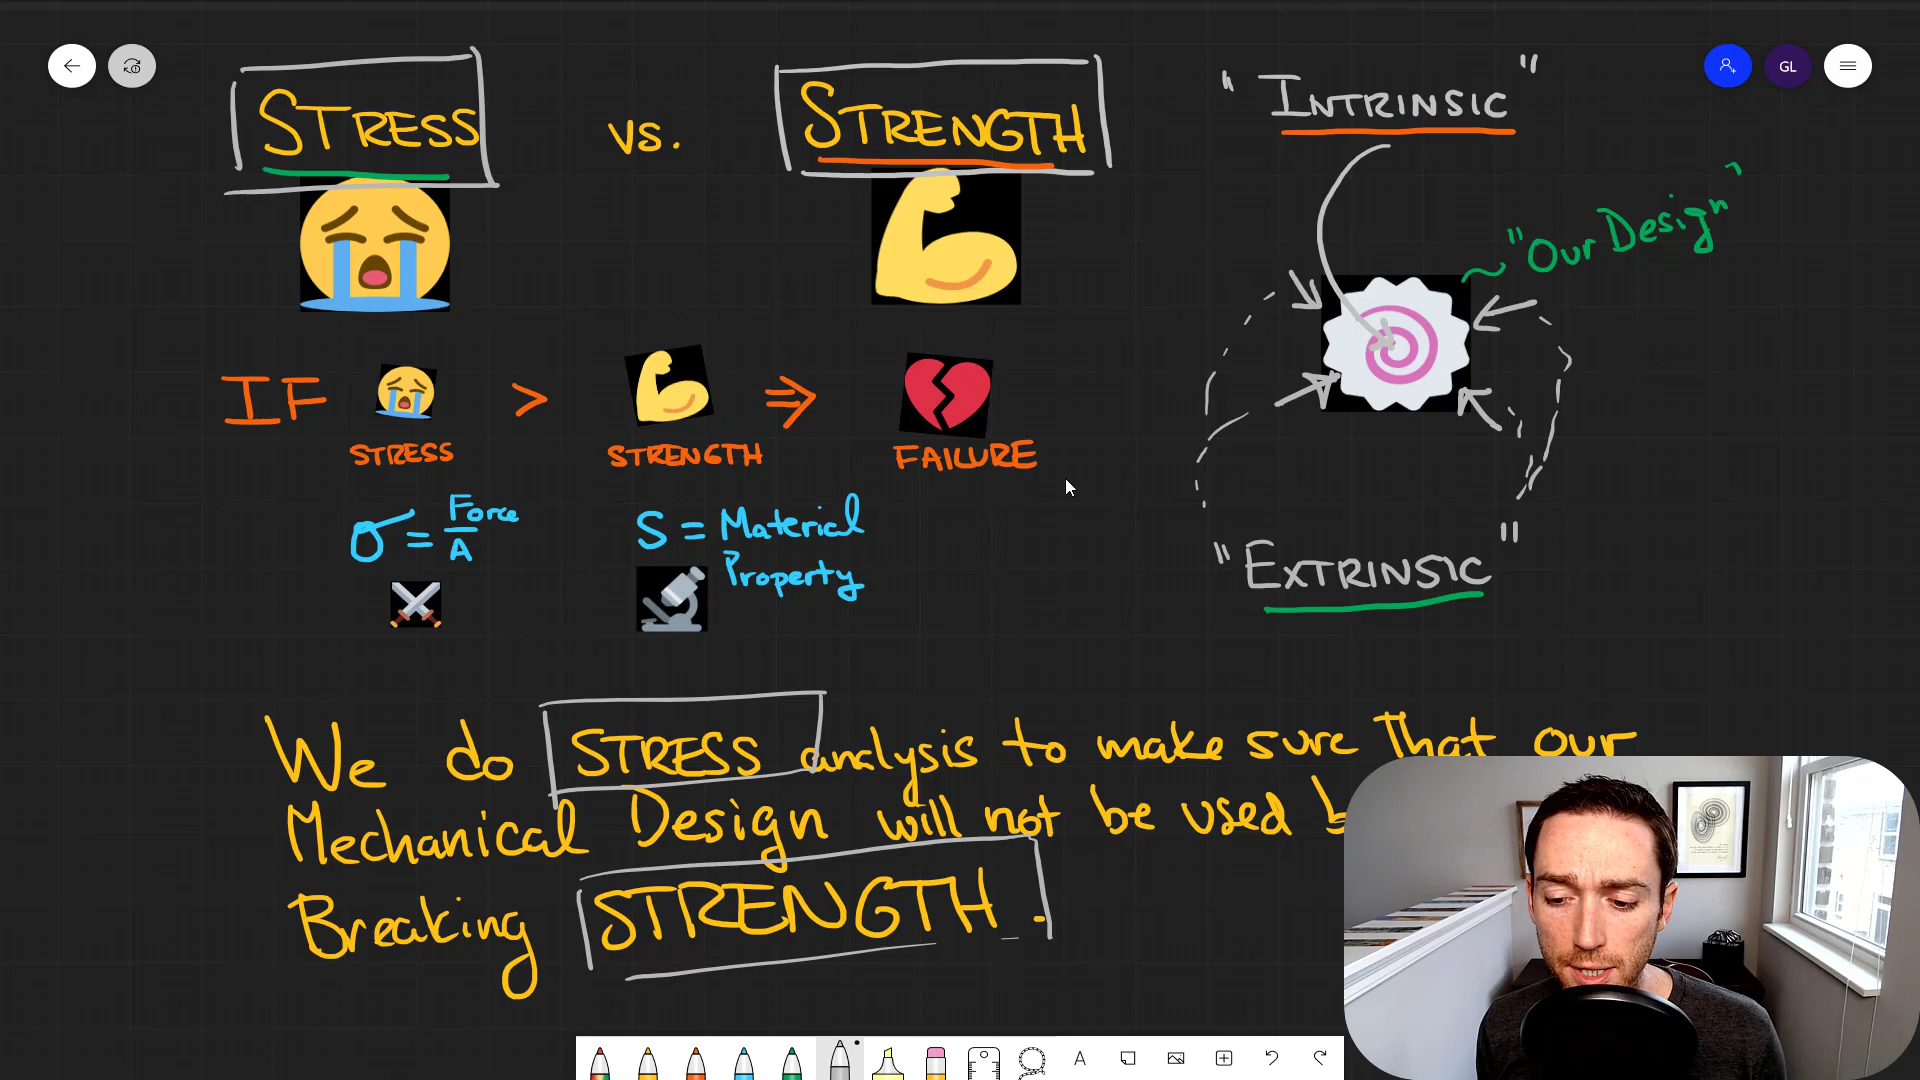 STRESS vs. STRENGTH
"INTRINSIC"
~ "Our Design"
IF > ⇒
STRESS STRENGTH FAILURE
σ = Force
A
S = Material
Property
"EXTRINSIC"
We do STRESS analysis to make sure that our
Mechanical Design will not be used
Breaking STRENGTH.
GL
A